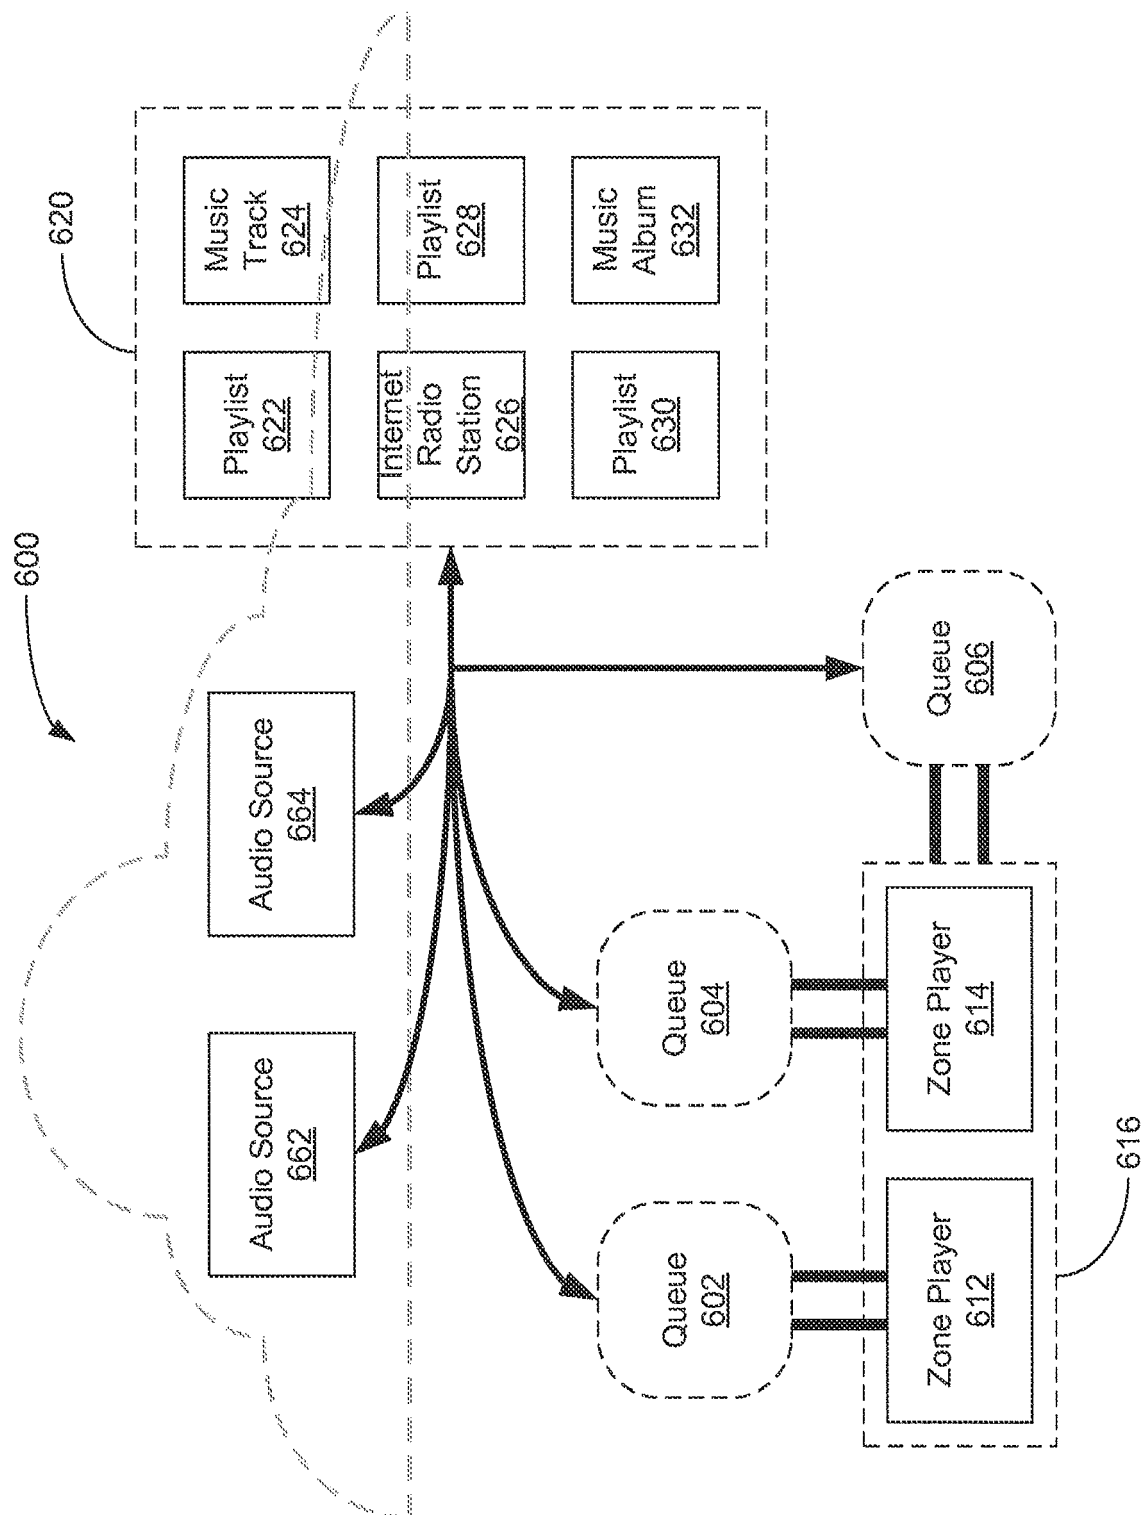 600
620
Audio Source
662
Audio Source
664
Playlist
622
Music
Track
624
Internet
Radio
Station
626
Playlist
628
Playlist
630
Music
Album
632
Queue
602
Queue
604
Queue
606
Zone Player
612
Zone Player
614
616